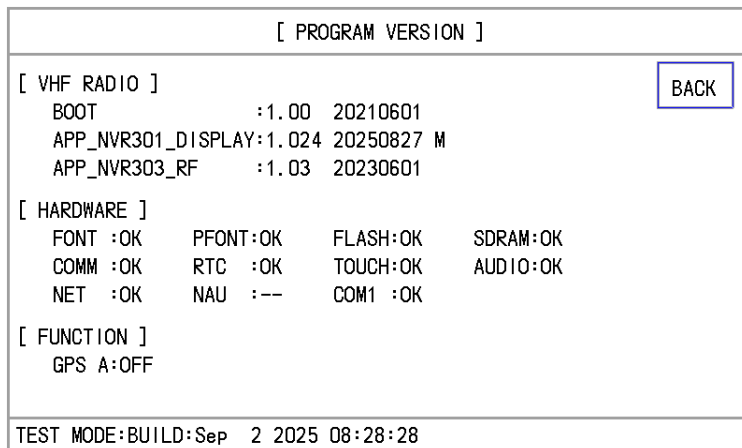 [ PROGRAM VERSION ]
[ VHF RADIO ]
BACK
BOOT :1.00 20210601
APP_NVR301_DISPLAY:1.024 20250827 M
APP_NVR303_RF :1.03 20230601
[ HARDWARE ]
FONT :OK PFONT:OK FLASH:OK SDRAM:OK
COMM :OK RTC :OK TOUCH:OK AUDIO:OK
NET :OK NAU :-- COM1 :OK
[ FUNCTION ]
GPS A:OFF
TEST MODE:BUILD:Sep 2 2025 08:28:28